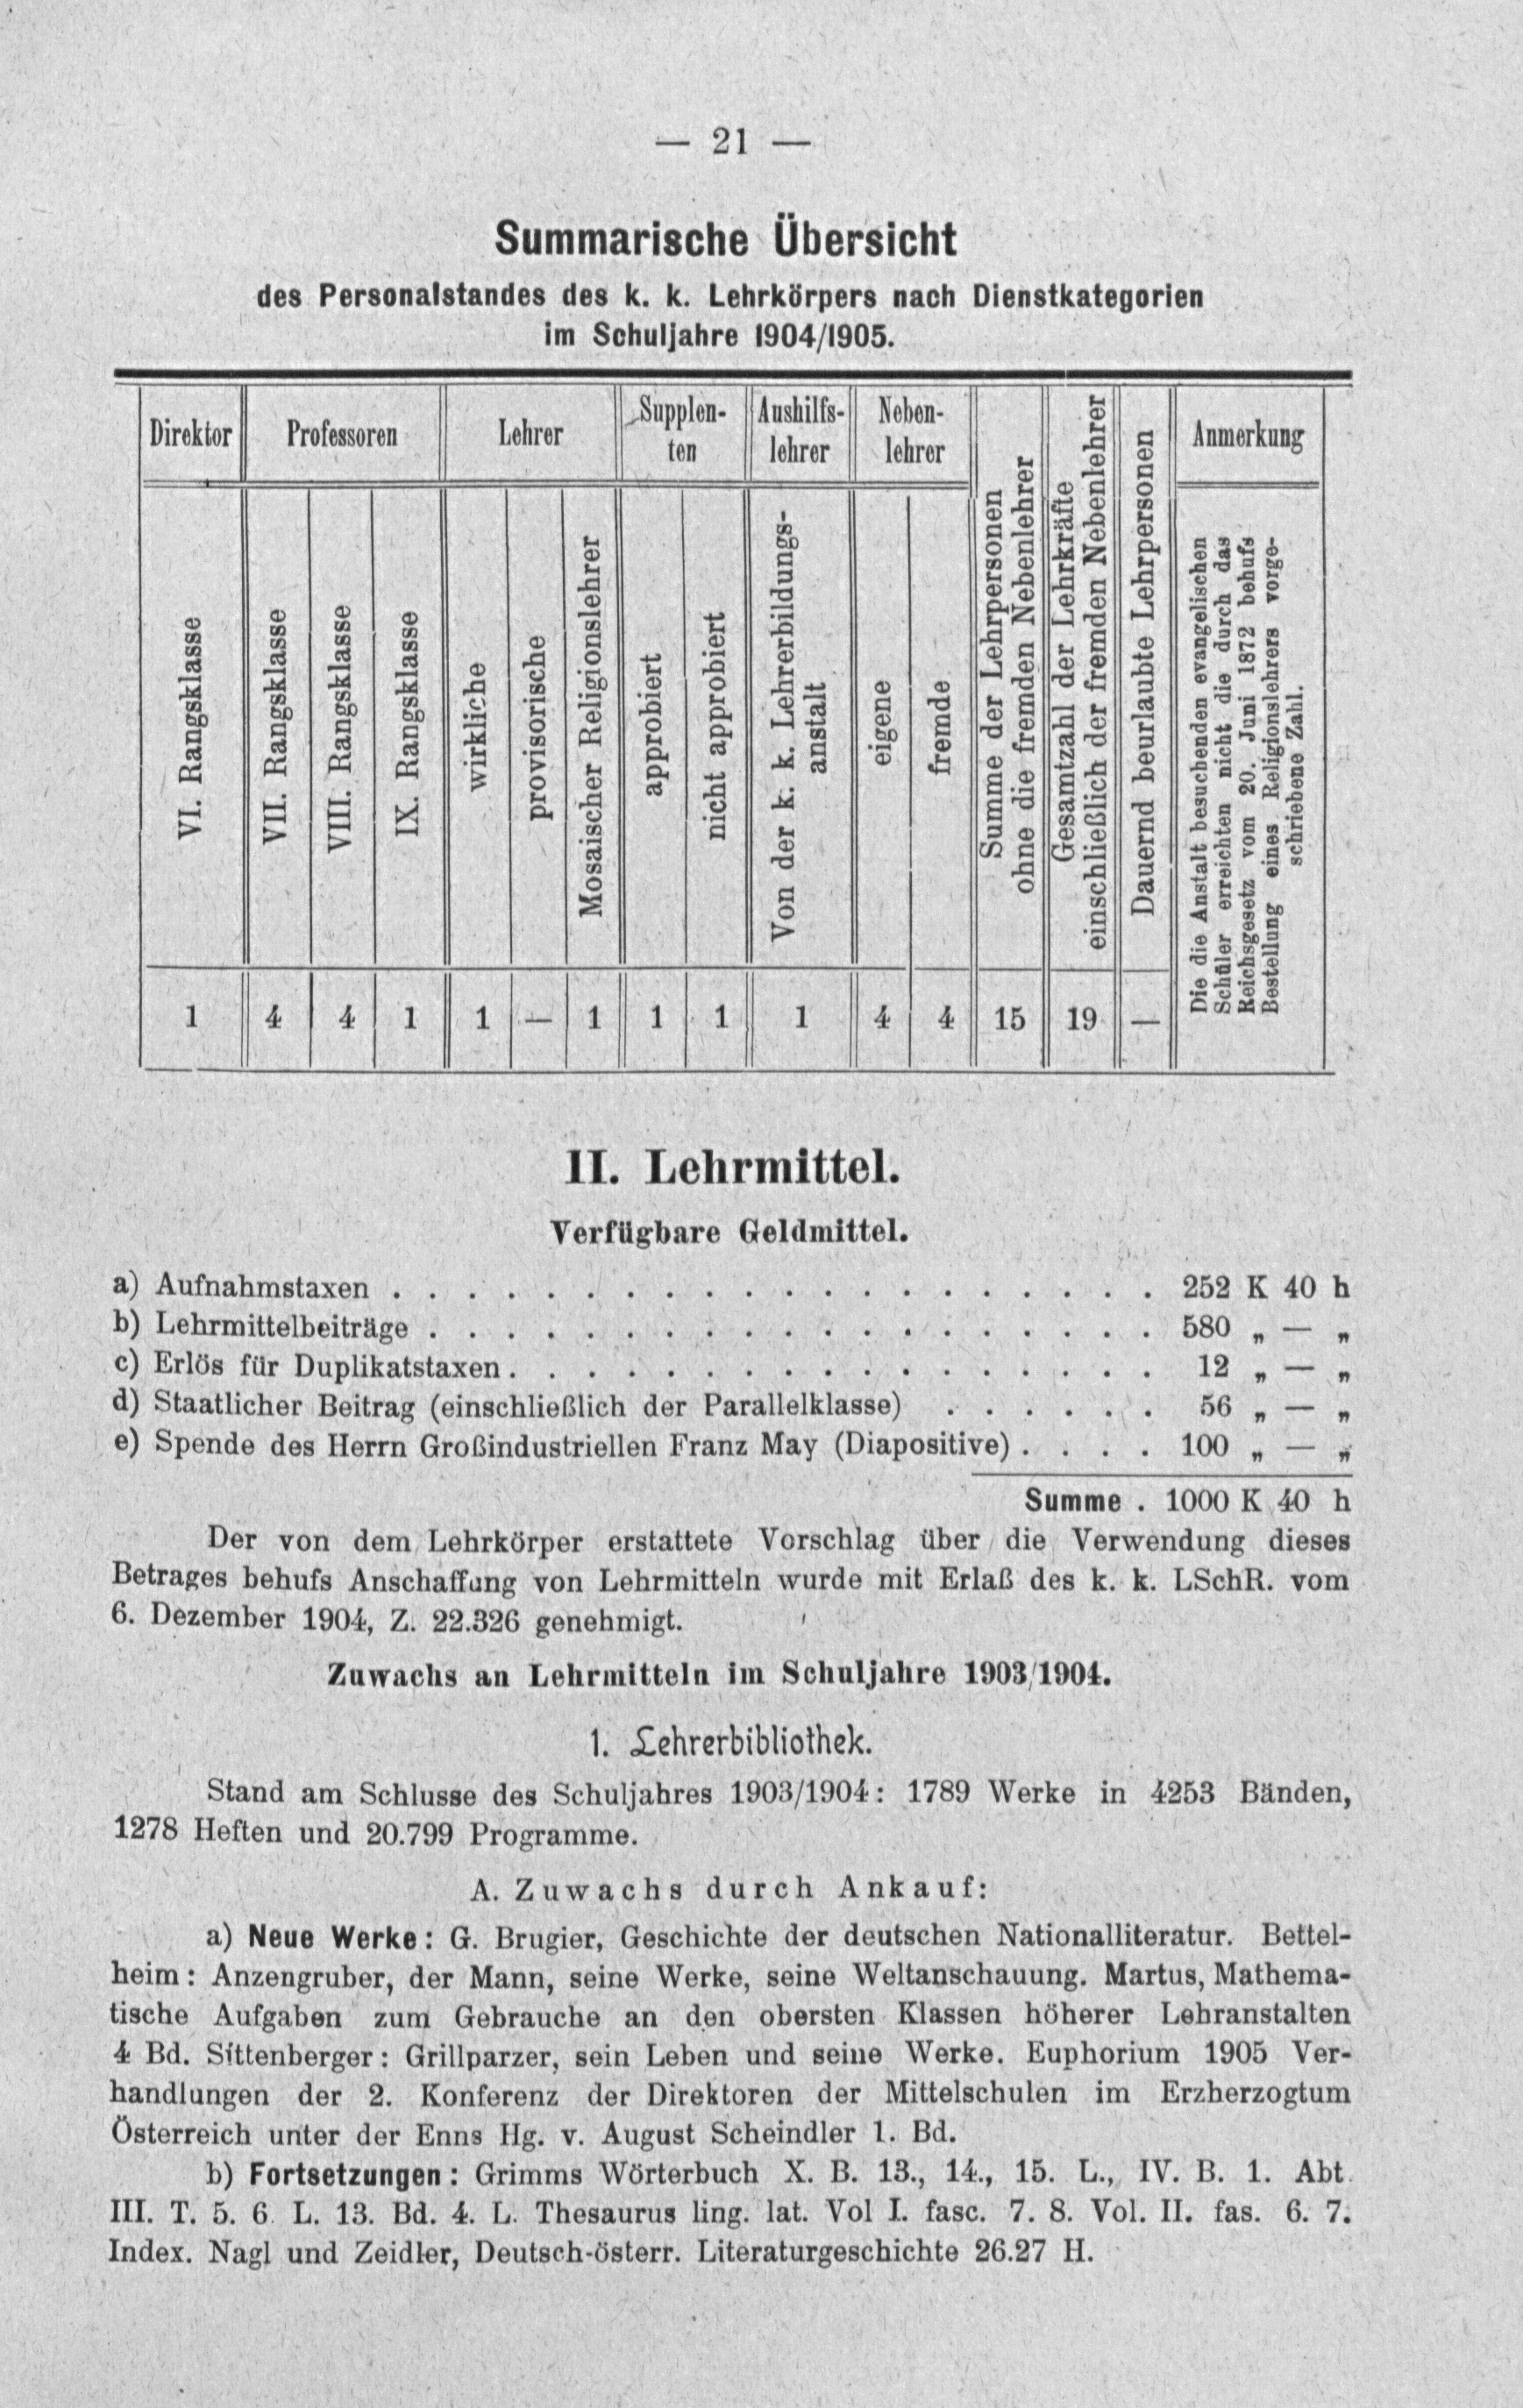 — 21 —
Summarische Übersicht
des Personalstandes des k. k. Lehrkörpers nach Dienstkategorien
im Schuljahre 1904/1905.
Direktor Professoren Lehrer Supplen-ten Aushilfs-lehrer Neben-lehrer Anmerkung
VI. Rangsklasse
VII. Rangsklasse
VIII. Rangsklasse
IX. Rangsklasse
wirkliche
provisorische
Mosaischer Religionslehrer
approbiert
nicht approbiert
Von der k. k. Lehrerbildungs-
anstalt
eigene
fremde
Summe der Lehrpersonen
ohne die fremden Nebenlehrer
Gesamtzahl der Lehrkräfte
einschließlich der fremden Nebenlehrer
Dauernd beurlaubte Lehrpersonen
Die die Anstalt besuchenden evangelischen
Schüler erreichten nicht die durch das
Reichsgesetz vom 20. Juni 1872 behufs
Bestellung eines Religionslehrers vorge-
schriebene Zahl.
1 4 4 1 1 — 1 1 1 1 4 4 15 19 —
II. Lehrmittel.
Verfügbare Geldmittel.
a) Aufnahmstaxen . . . . . . . . . . . . . . . . . . . . 252 K 40 h
b) Lehrmittelbeiträge . . . . . . . . . . . . . . . . . . . 580 „ — „
c) Erlös für Duplikatstaxen . . . . . . . . . . . . . . . . . 12 „ — „
d) Staatlicher Beitrag (einschließlich der Parallelklasse) . . . . . . 56 „ — „
e) Spende des Herrn Großindustriellen Franz May (Diapositive) . . . . 100 „ — „
Summe . 1000 K 40 h
Der von dem Lehrkörper erstattete Vorschlag über die Verwendung dieses
Betrages behufs Anschaffung von Lehrmitteln wurde mit Erlaß des k. k. LSchR. vom
6. Dezember 1904, Z. 22.326 genehmigt.
Zuwachs an Lehrmitteln im Schuljahre 1903/1904.
1. Lehrerbibliothek.
Stand am Schlusse des Schuljahres 1903/1904: 1789 Werke in 4253 Bänden,
1278 Heften und 20.799 Programme.
A. Zuwachs durch Ankauf:
a) Neue Werke: G. Brugier, Geschichte der deutschen Nationalliteratur. Bettel-
heim: Anzengruber, der Mann, seine Werke, seine Weltanschauung. Martus, Mathema-
tische Aufgaben zum Gebrauche an den obersten Klassen höherer Lehranstalten
4 Bd. Sittenberger: Grillparzer, sein Leben und seine Werke. Euphorium 1905 Ver-
handlungen der 2. Konferenz der Direktoren der Mittelschulen im Erzherzogtum
Österreich unter der Enns Hg. v. August Scheindler 1. Bd.
b) Fortsetzungen: Grimms Wörterbuch X. B. 13., 14., 15. L., IV. B. 1. Abt.
III. T. 5. 6. L. 13. Bd. 4. L. Thesaurus ling. lat. Vol I. fasc. 7. 8. Vol. II. fas. 6. 7.
Index. Nagl und Zeidler, Deutsch-österr. Literaturgeschichte 26.27 H.